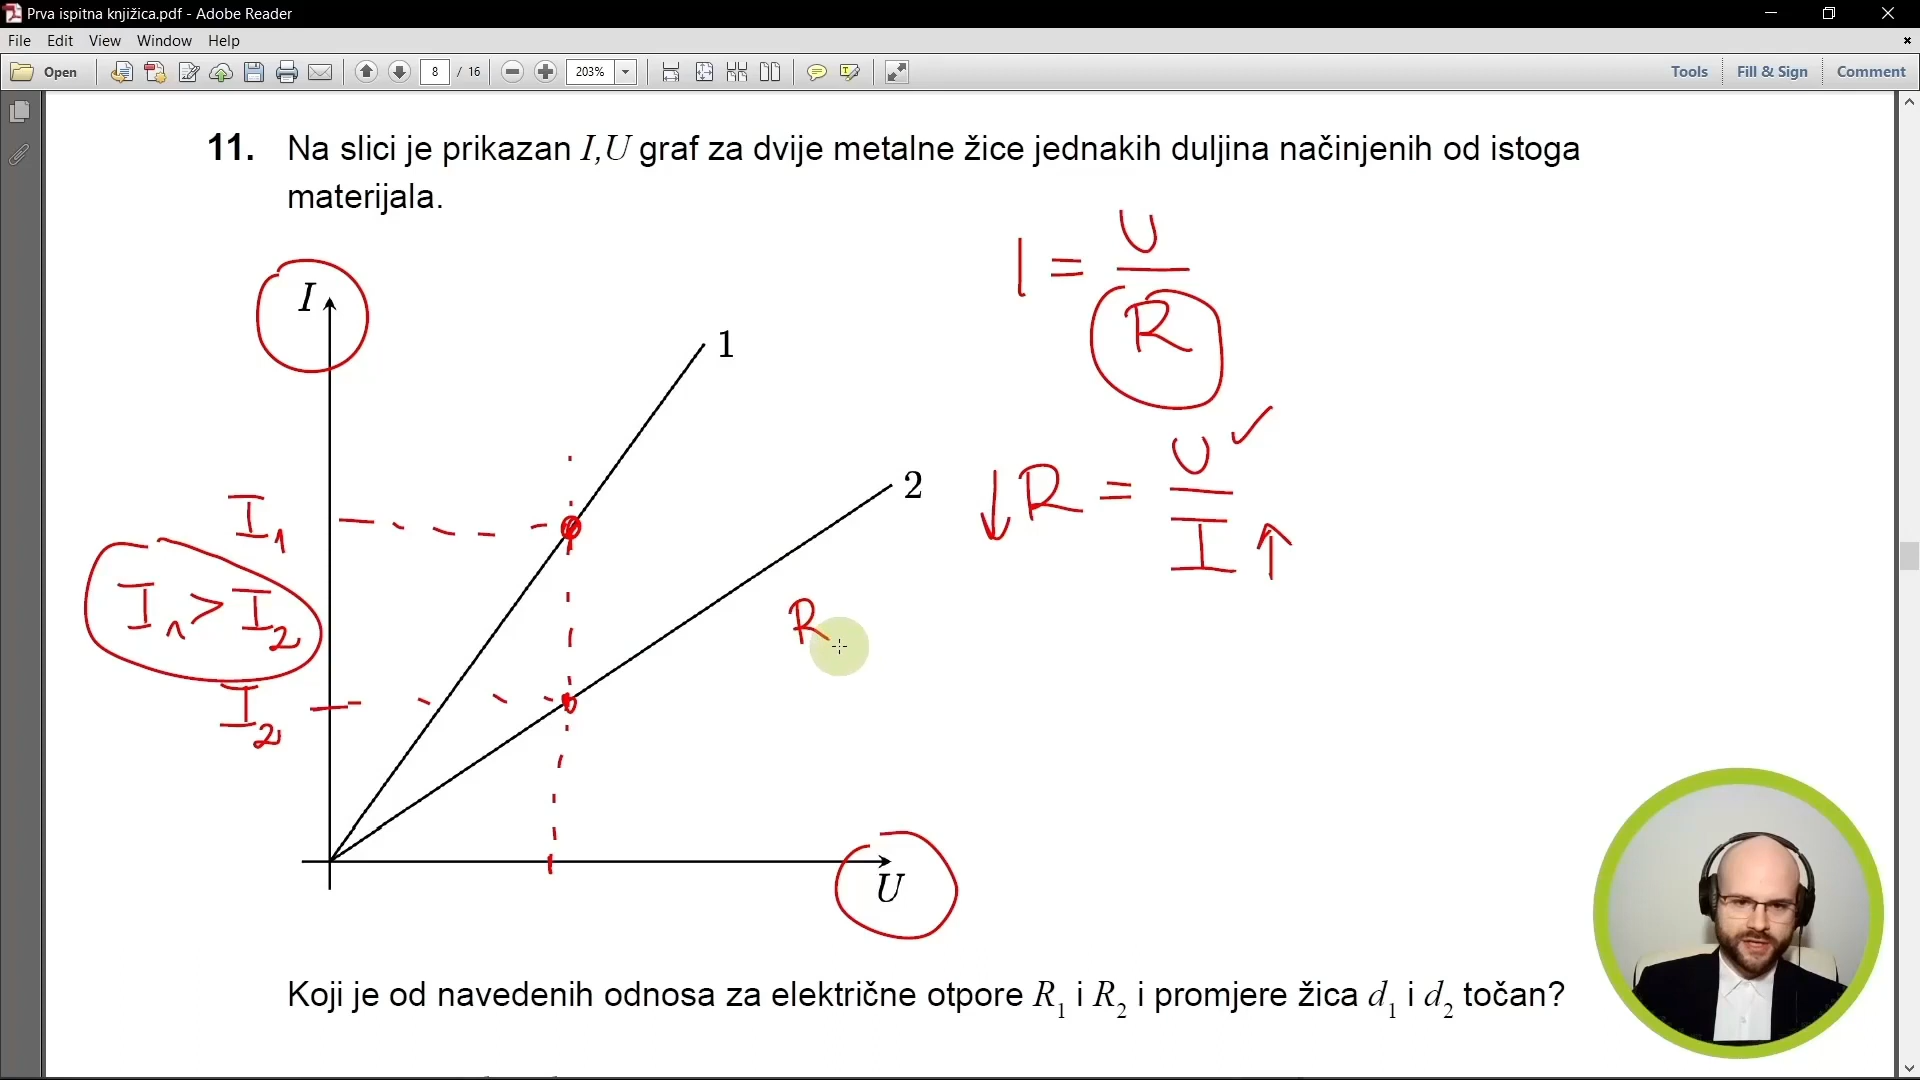 Prva ispitna knjižica.pdf - Adobe Reader
File Edit View Window Help
Open 8 / 16 203% Tools Fill & Sign Comment
11. Na slici je prikazan I,U graf za dvije metalne žice jednakih duljina načinjenih od istoga
materijala.
I = U / R
I
1
↓ R = U ✓ / I ↑
2
I₁
I₁ > I₂
R
I₂
U
Koji je od navedenih odnosa za električne otpore R₁ i R₂ i promjere žica d₁ i d₂ točan?